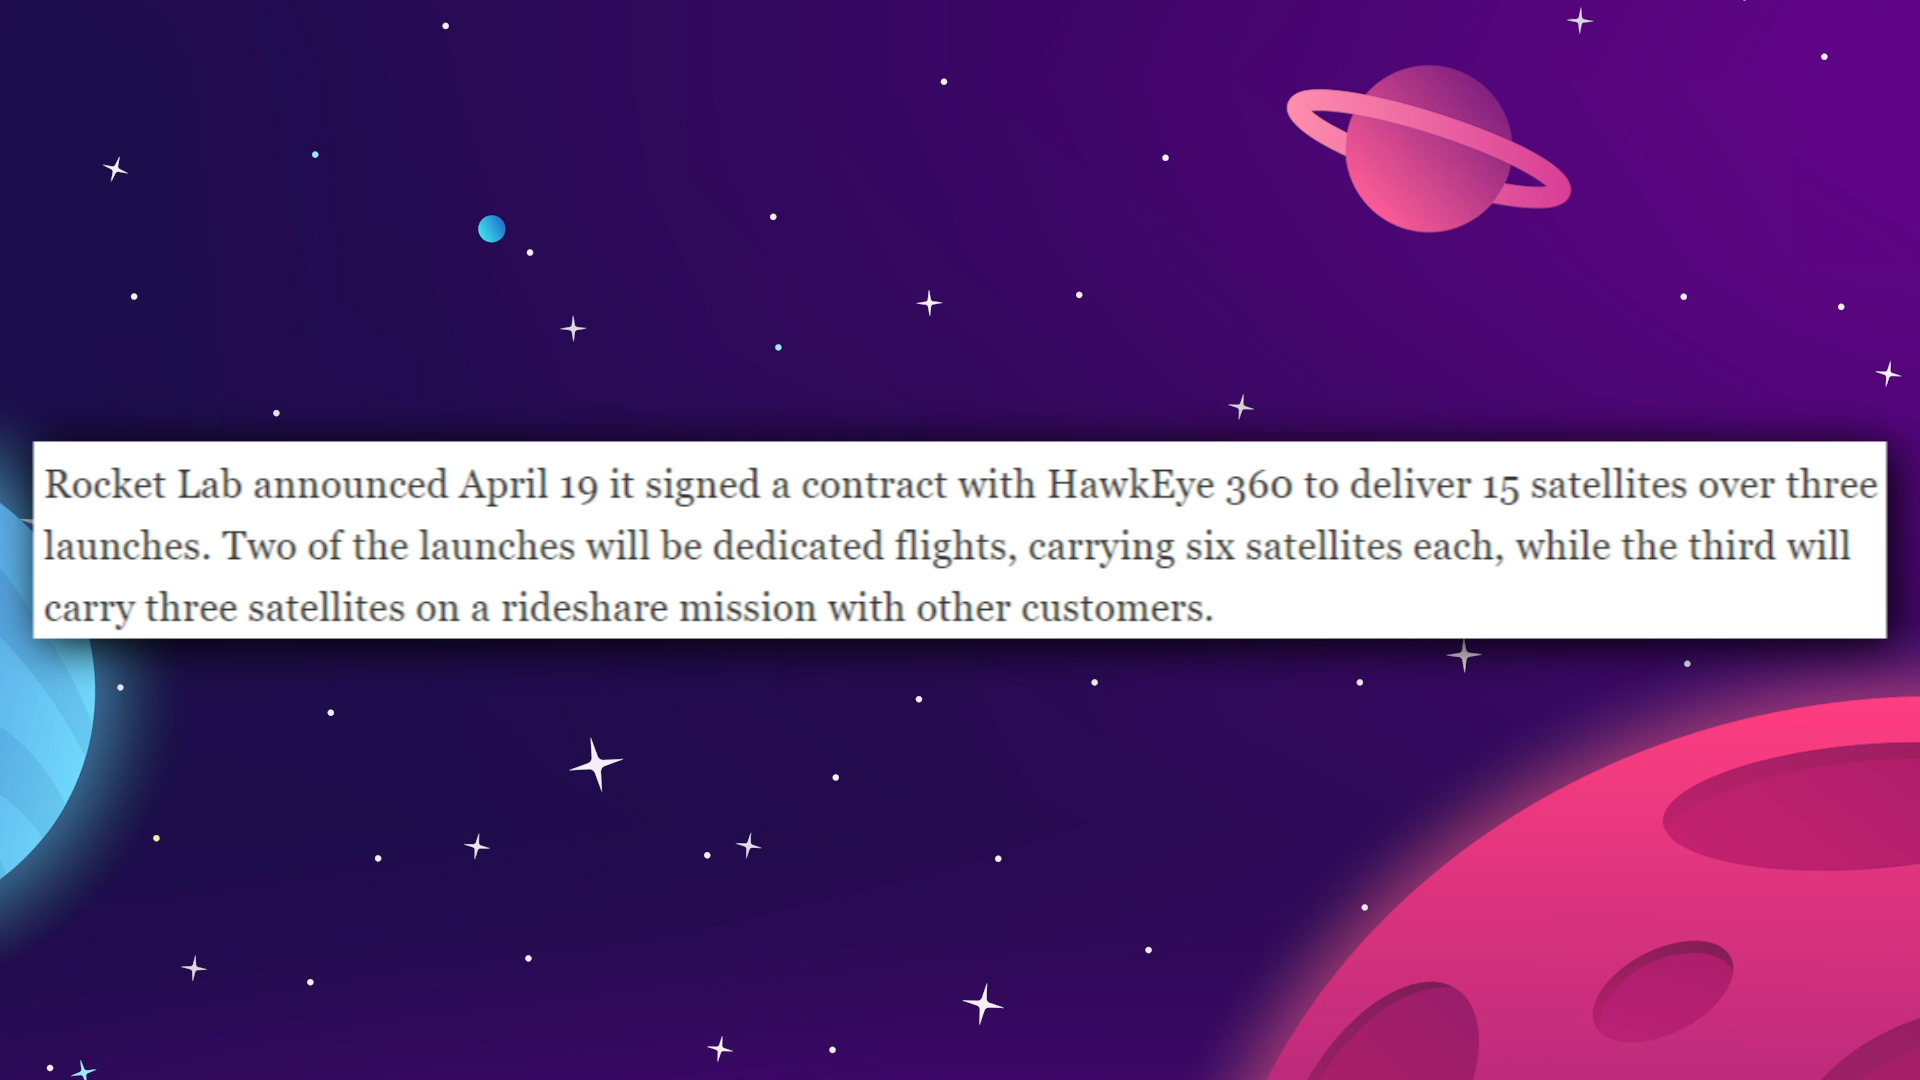 Rocket Lab announced April 19 it signed a contract with HawkEye 360 to deliver 15 satellites over three
launches. Two of the launches will be dedicated flights, carrying six satellites each, while the third will
carry three satellites on a rideshare mission with other customers.